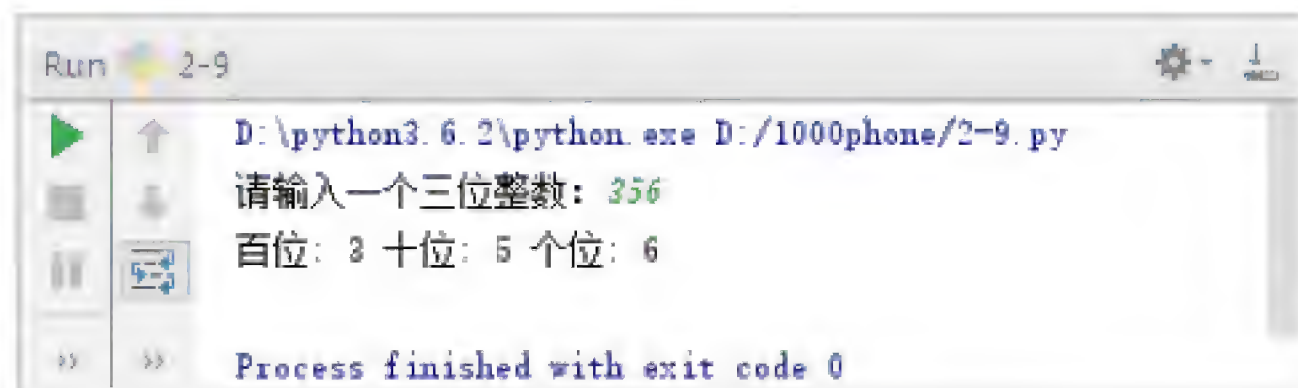 Run 2-9
D:\python3.6.2\python.exe D:/1000phone/2-9.py
请输入一个三位整数: 356
百位: 3 十位: 5 个位: 6
Process finished with exit code 0